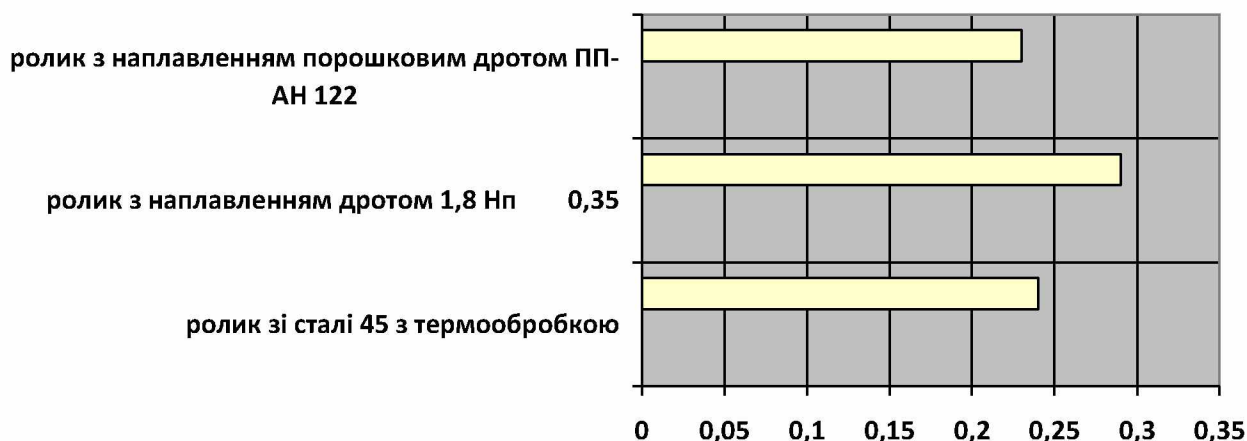 ролик з наплавленням порошковим дротом ПП-
АН 122
ролик з наплавленням дротом 1,8 Нп 0,35
ролик зі сталі 45 з термообробкою
0 0,05 0,1 0,15 0,2 0,25 0,3 0,35